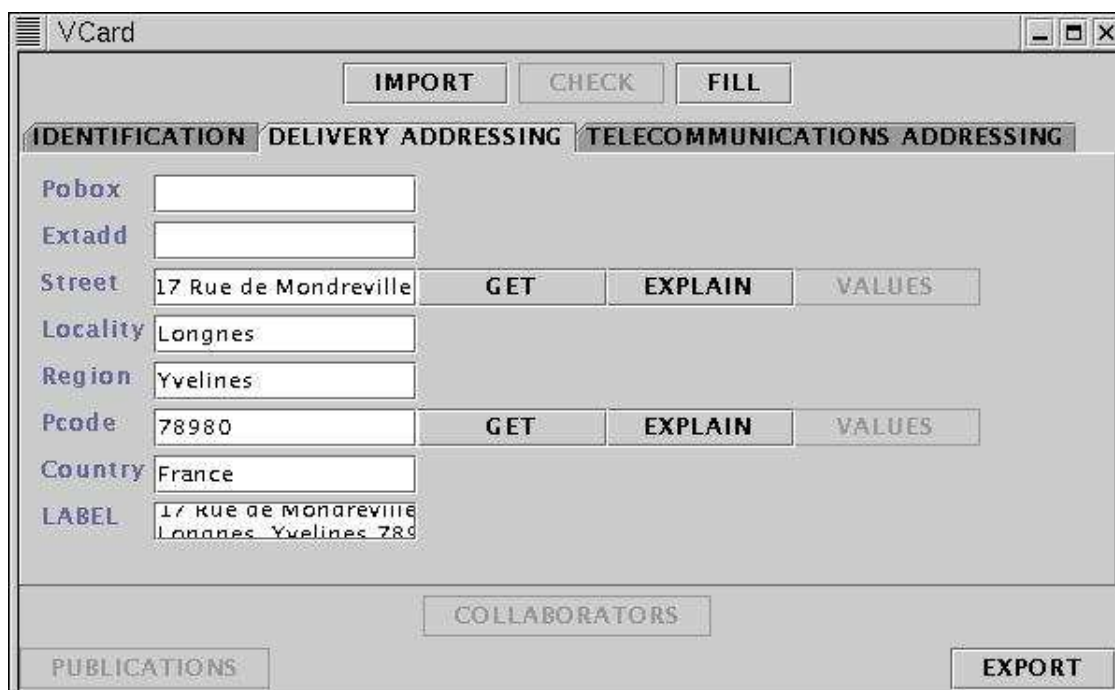 VCard
IMPORT CHECK FILL
IDENTIFICATION DELIVERY ADDRESSING TELECOMMUNICATIONS ADDRESSING
Pobox
Extadd
Street 17 Rue de Mondreville GET EXPLAIN VALUES
Locality Longnes
Region Yvelines
Pcode 78980 GET EXPLAIN VALUES
Country France
LABEL 17 Rue de Mondreville
Longnes, Yvelines 789
COLLABORATORS
PUBLICATIONS EXPORT